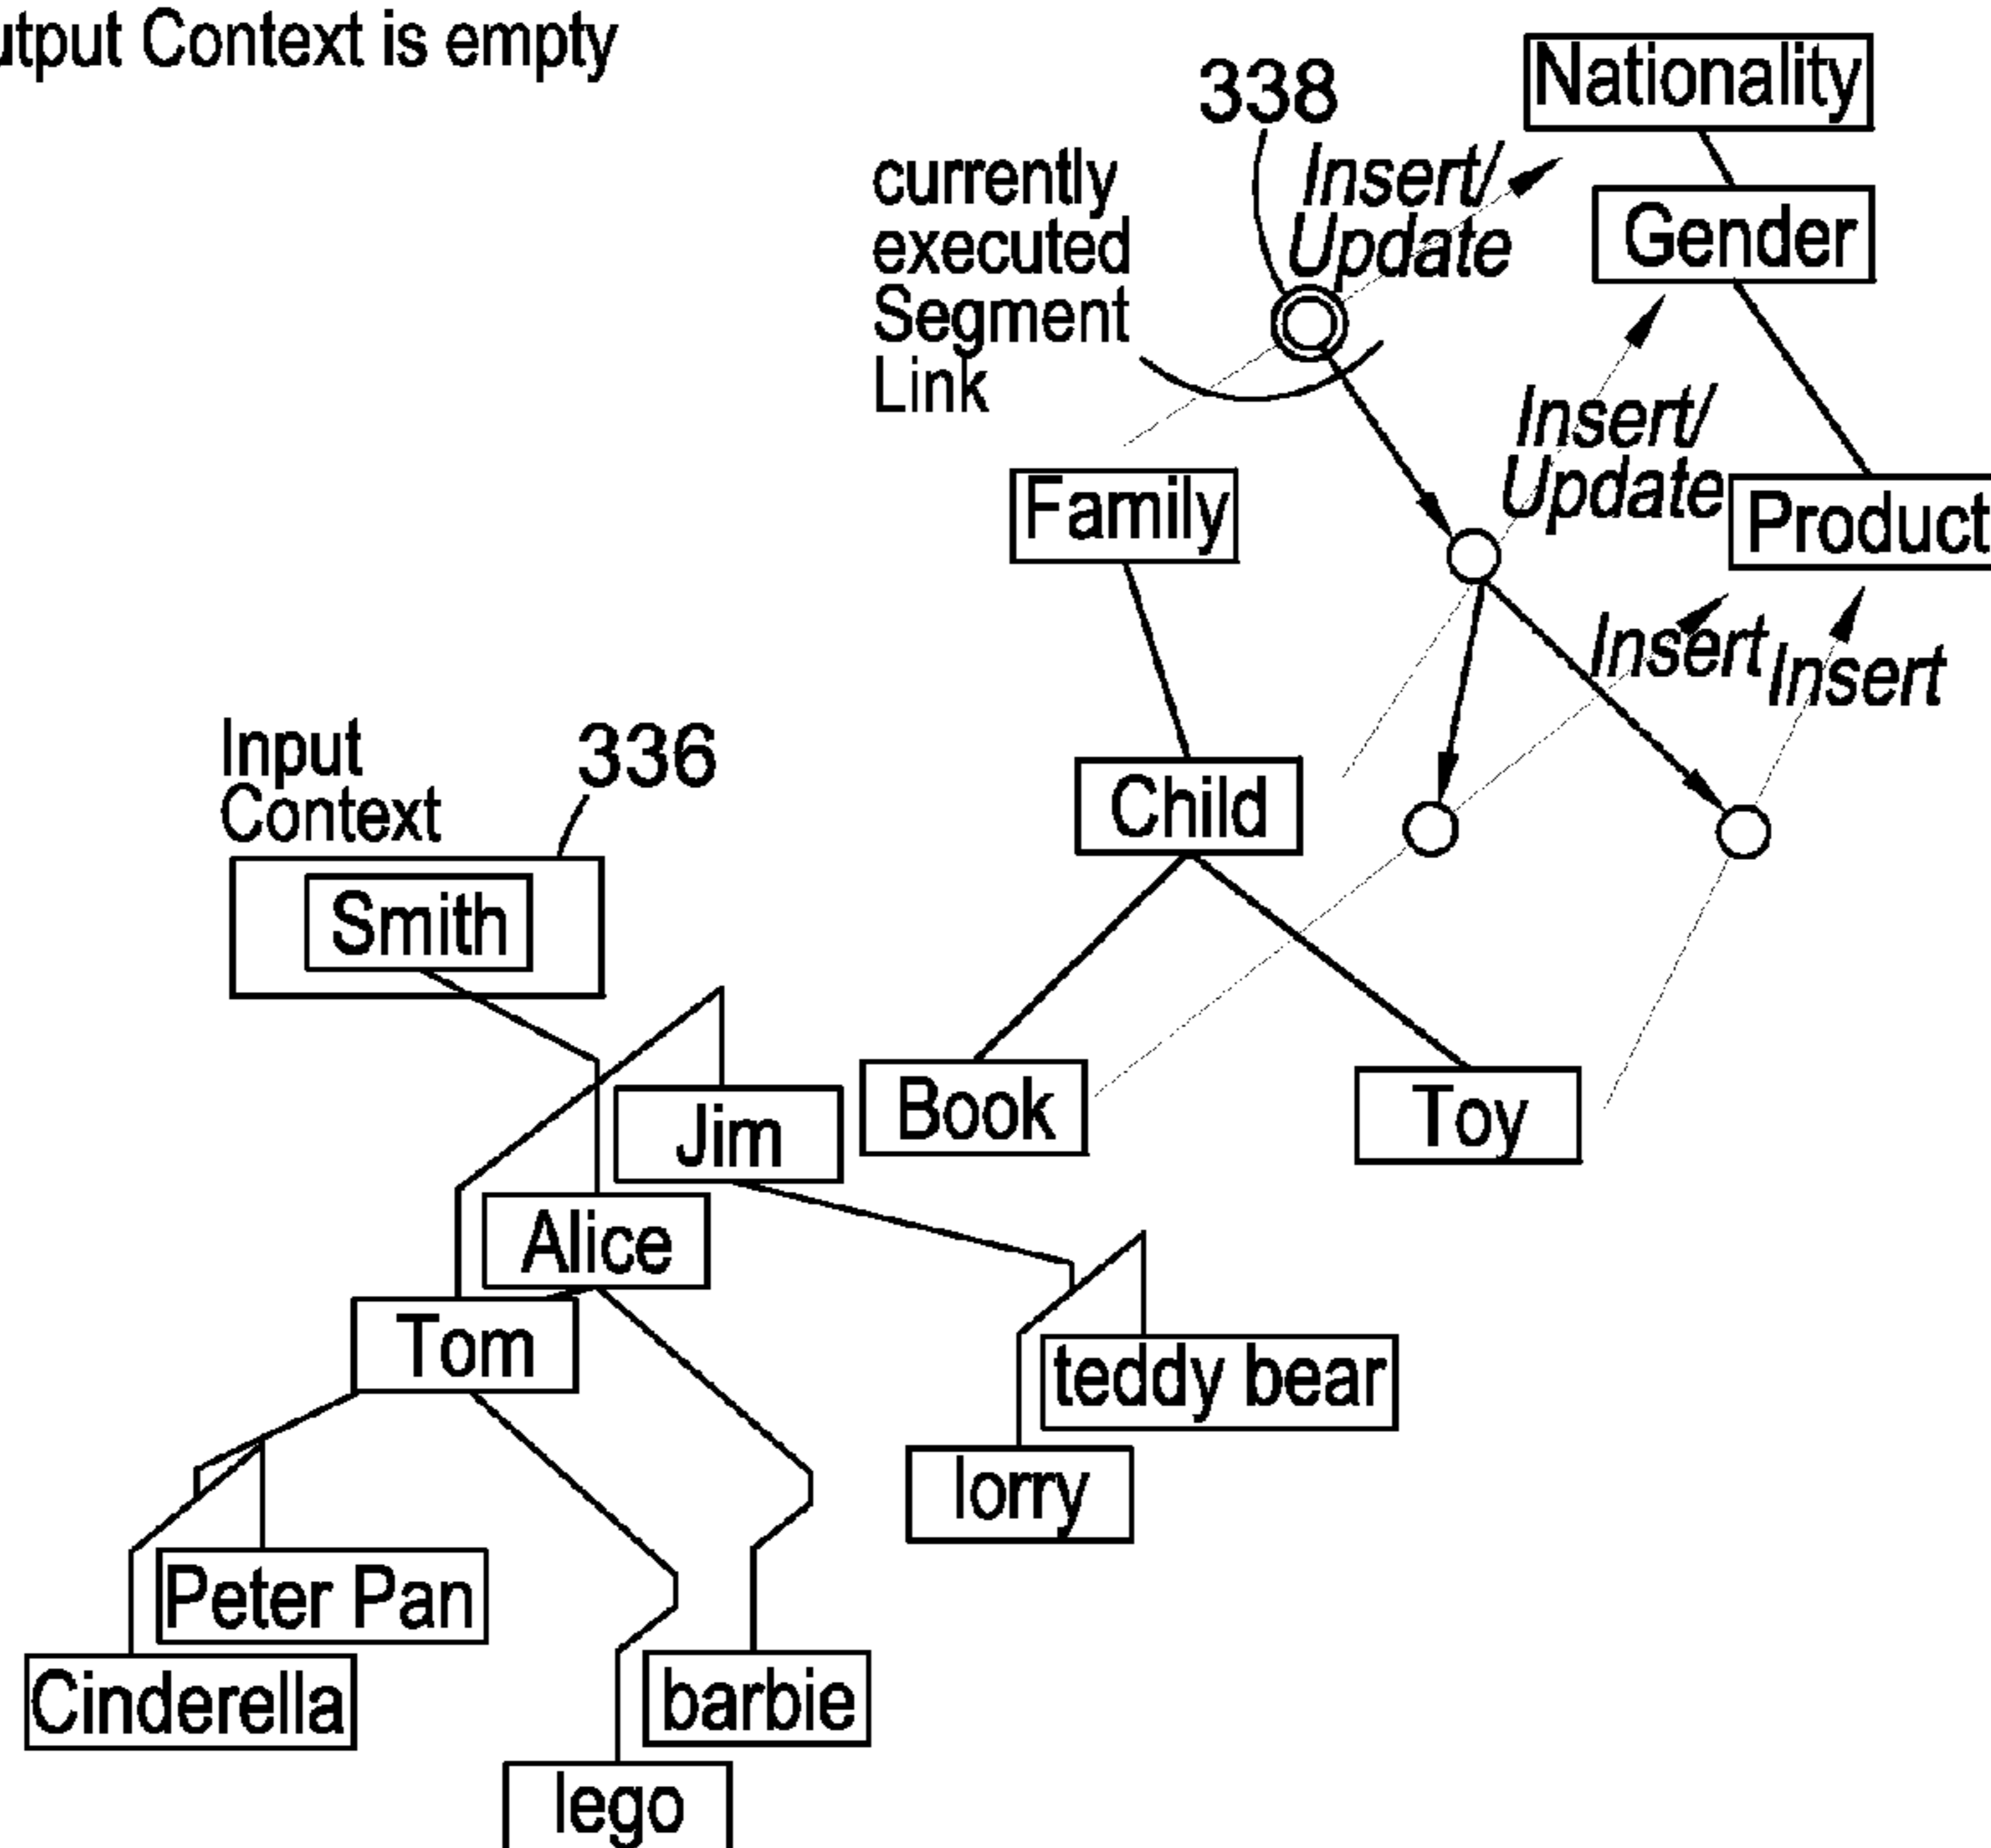 utput Context is empty
338
Nationality
currently
executed
Segment
Link
Insert/
Update
Gender
Insert/
Update
Family
Product
Insert
Insert
Input
Context
336
Child
Smith
Jim
Book
Toy
Alice
Tom
teddy bear
lorry
Peter Pan
Cinderella
barbie
lego